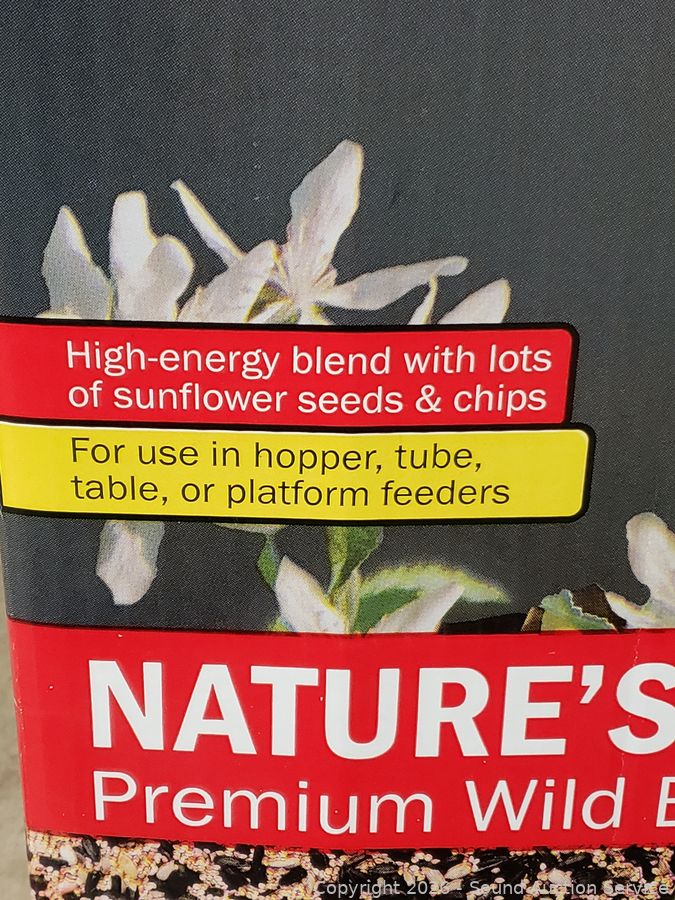 High-energy blend with lots
of sunflower seeds & chips
For use in hopper, tube,
table, or platform feeders
NATURE'S
Premium Wild B
Copyright 2026 - Sound Auction Service